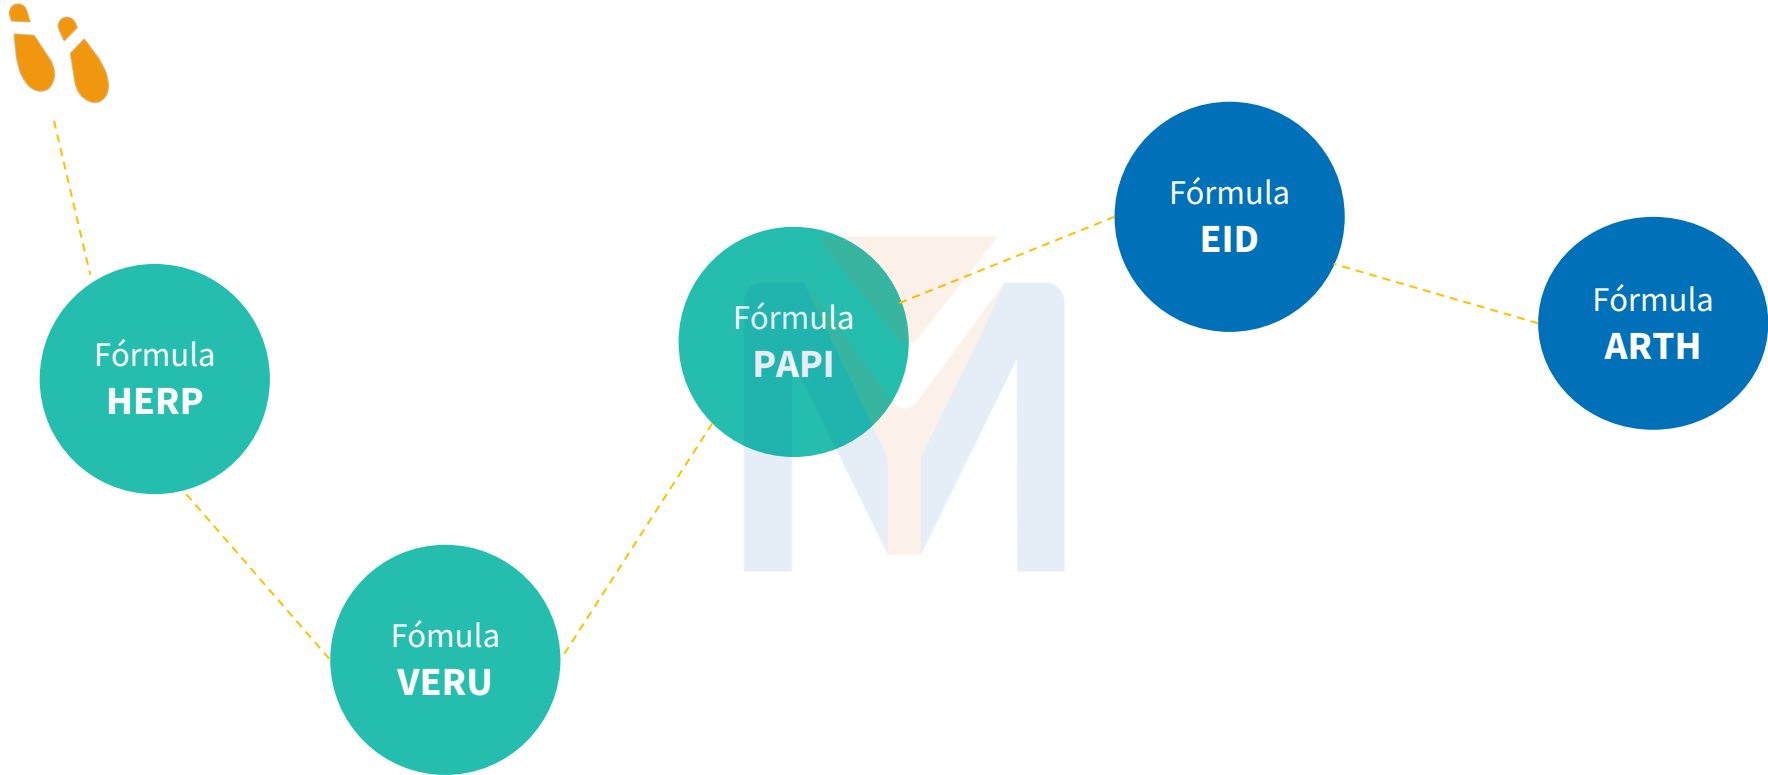 Fórmula
HERP
Fómula
VERU
Fórmula
PAPI
Fórmula
EID
Fórmula
ARTH